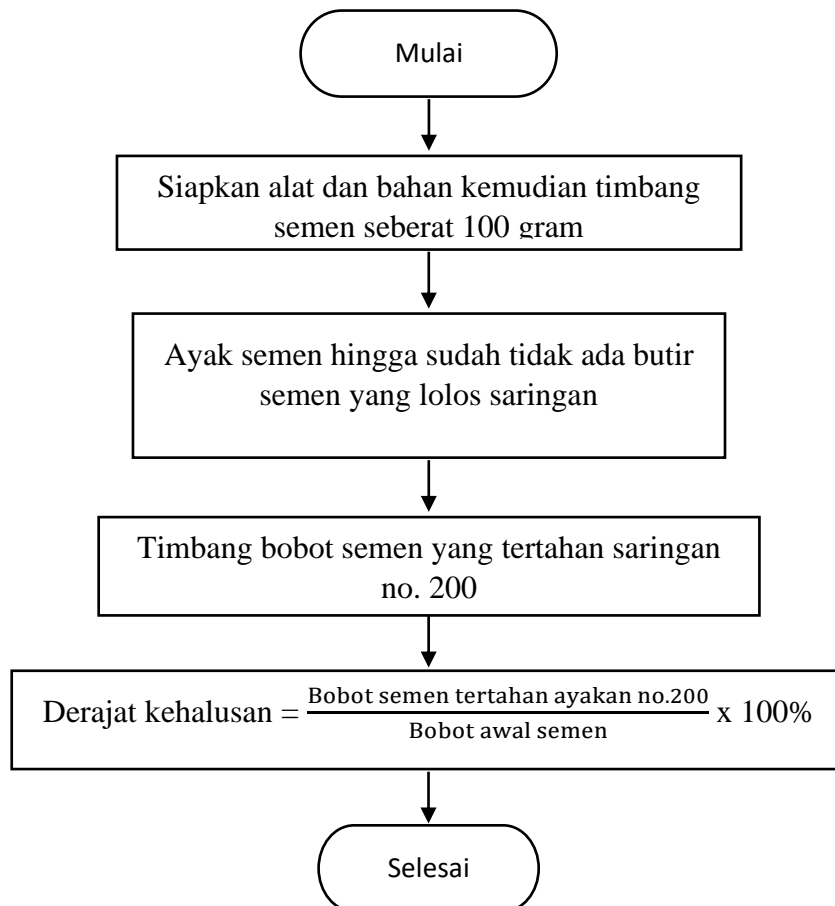 Mulai
Siapkan alat dan bahan kemudian timbang
semen seberat 100 gram
Ayak semen hingga sudah tidak ada butir
semen yang lolos saringan
Timbang bobot semen yang tertahan saringan
no. 200
Derajat kehalusan = Bobot semen tertahan ayakan no.200 / Bobot awal semen x 100%
Selesai